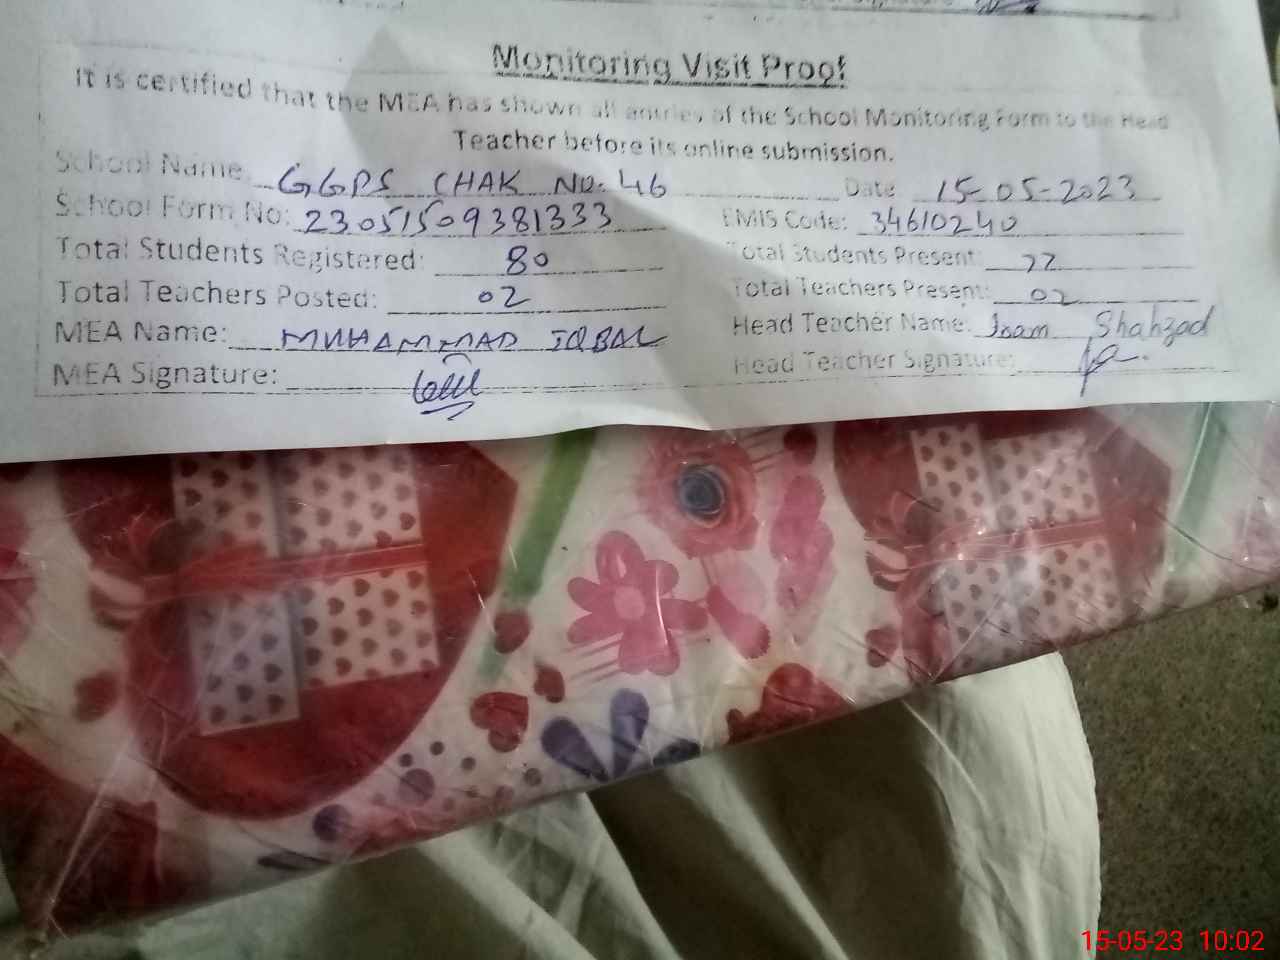 Monitoring Visit Proof
It is certified that the MEA has shown all entries of the School Monitoring Form to the Head
Teacher before its online submission.
School Name: GGPS CHAK NO. 46 Date 15-05-2023
School Form No: 23051509381333 EMIS Code: 34610240
Total Students Registered: 80 Total Students Present:
Total Teachers Posted: 02 Total Teachers Present: 02
MEA Name: MUHAMMAD IQBAL Head Teacher Name: Shahzad
MEA Signature: Head Teacher Signature:
15-05-23 10:02